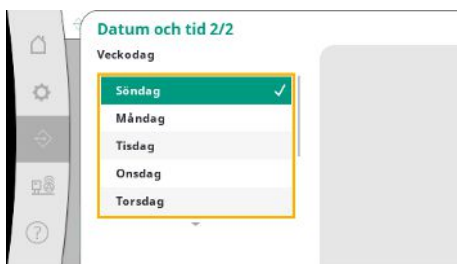 Datum och tid 2/2
Veckodag
Söndag
Måndag
Tisdag
Onsdag
Torsdag
?